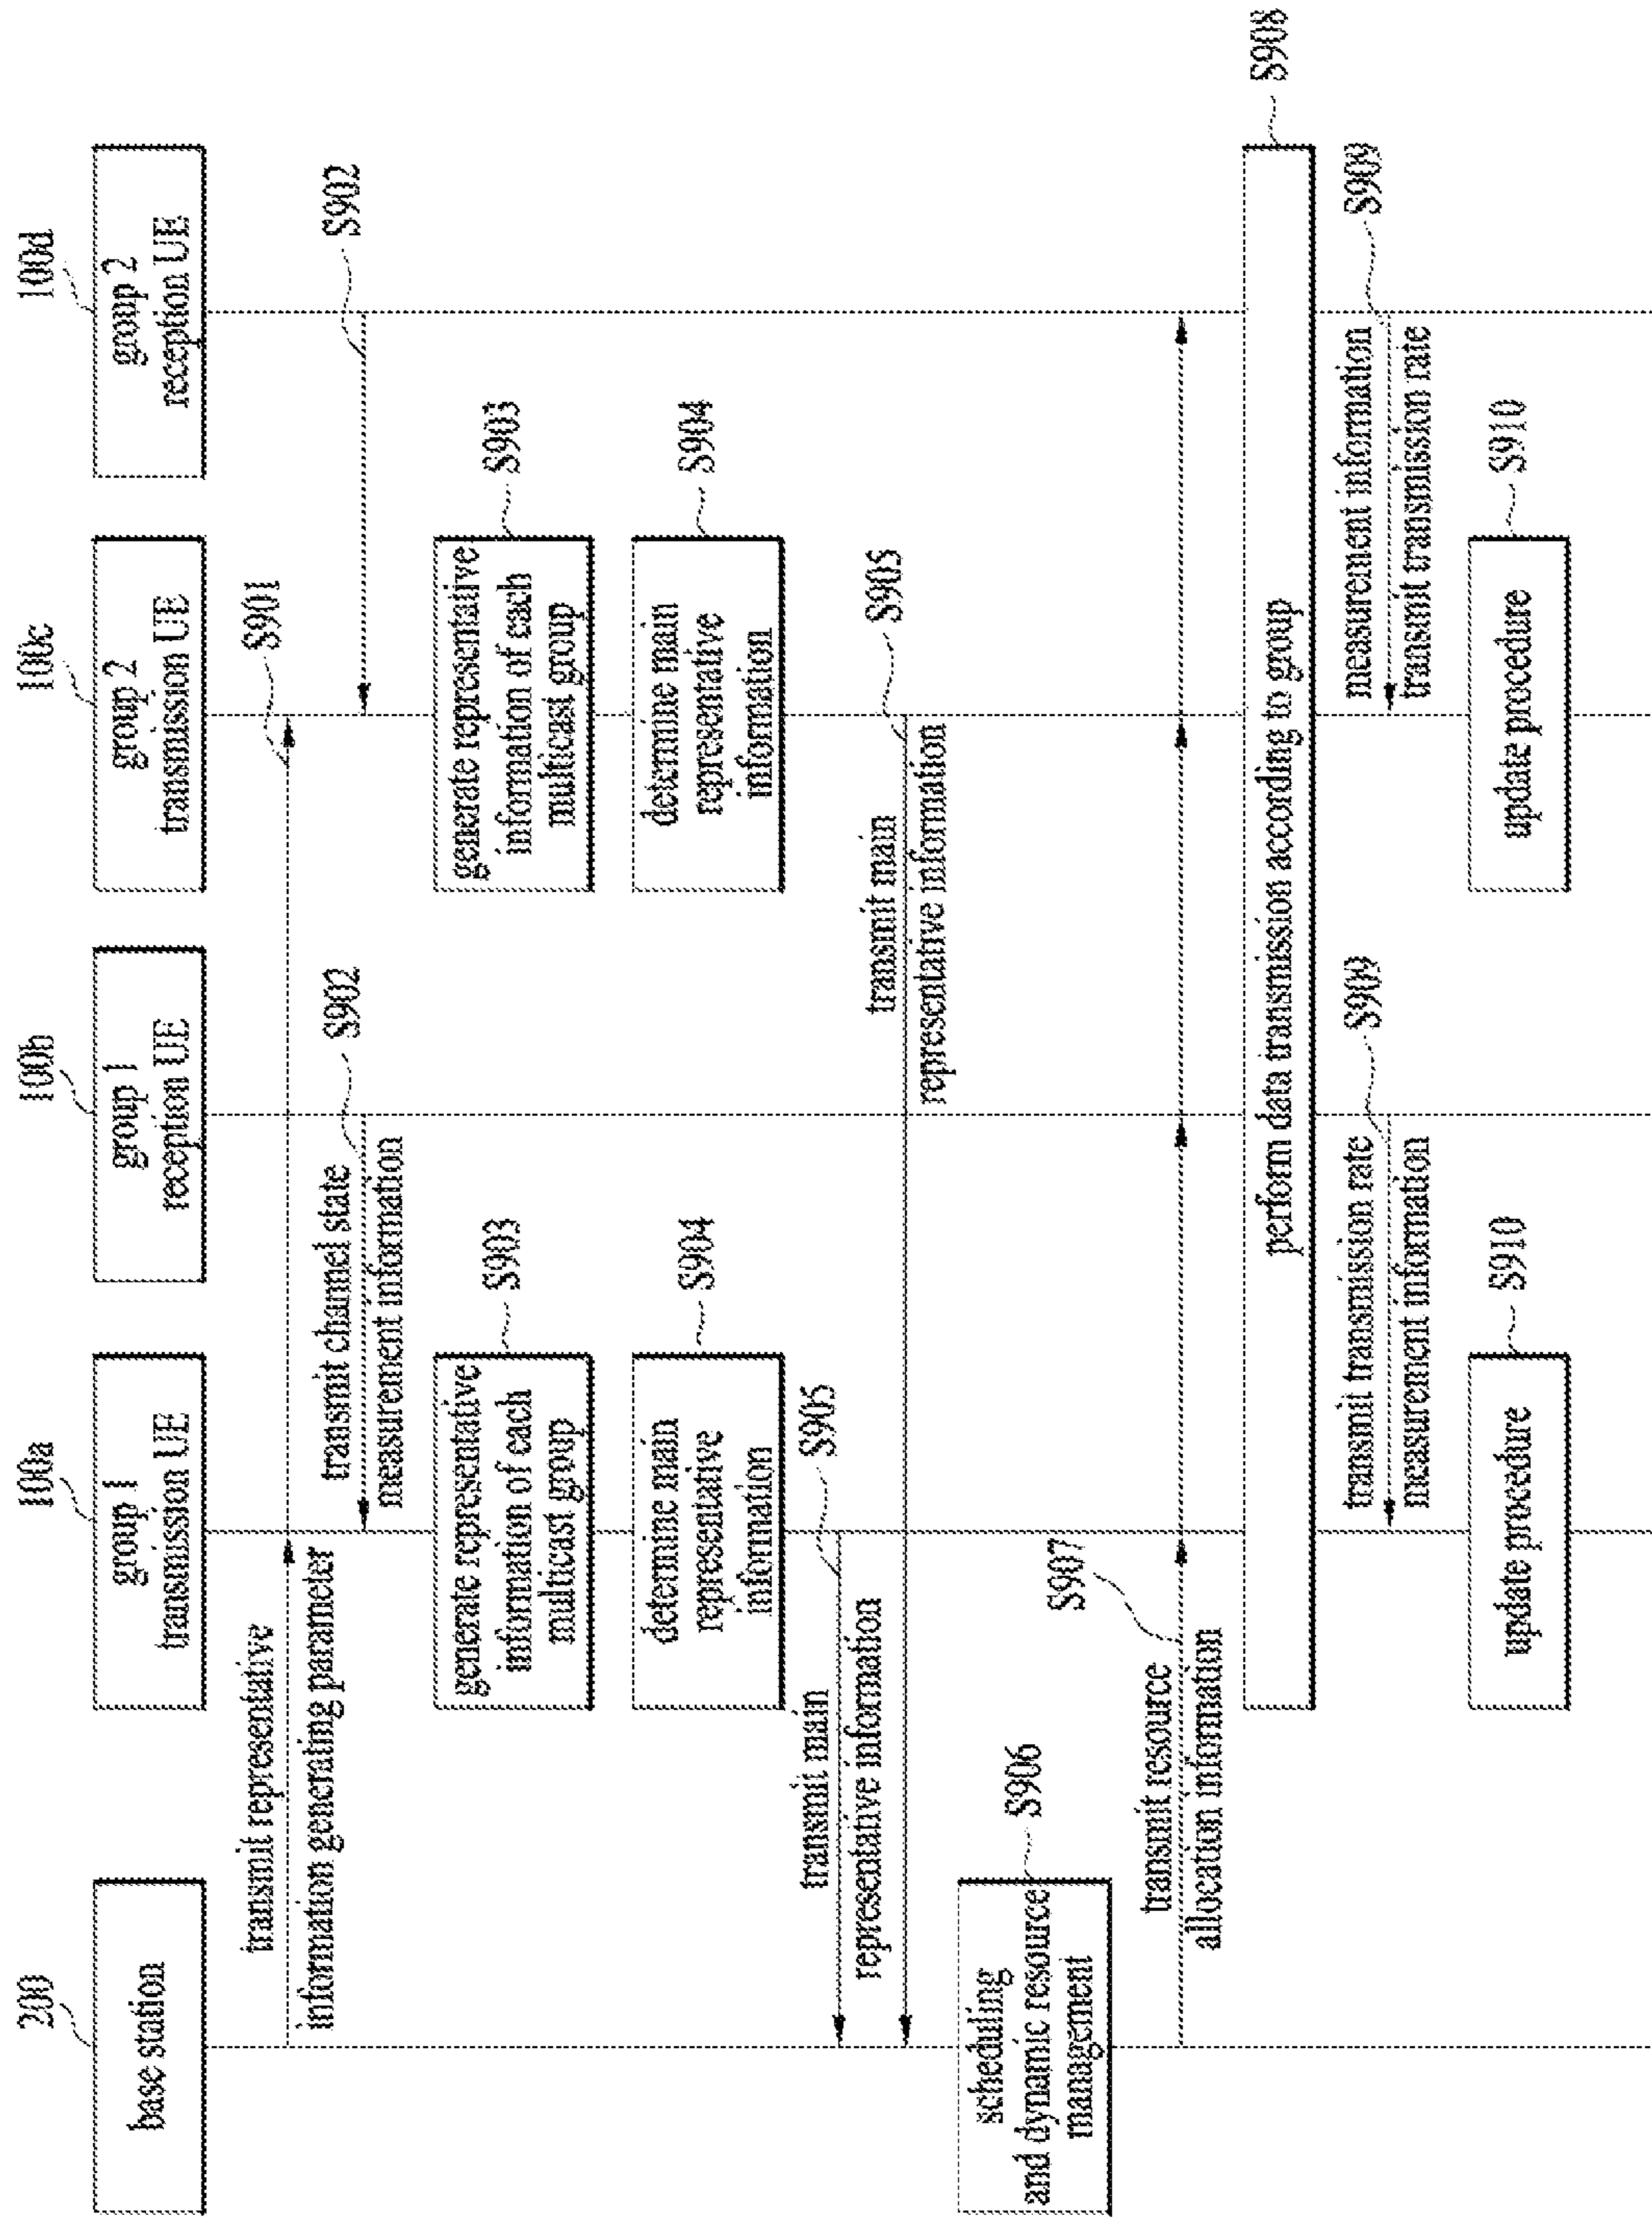 200
base station
100a
group 1
transmission UE
100b
group 1
reception UE
100c
group 2
transmission UE
100d
group 2
reception UE
transmit representative
information generating parameter
S901
transmit channel state
measurement information
S902
S902
generate representative
information of each
multicast group
S903
generate representative
information of each
multicast group
S903
determine main
representative
information
S904
determine main
representative
information
S904
transmit main
representative information
S905
transmit main
representative information
S905
scheduling
and dynamic resource
management
S906
transmit resource
allocation information
S907
perform data transmission according to group
S908
transmit transmission rate
measurement information
S909
measurement information
transmit transmission rate
S909
update procedure
S910
update procedure
S910